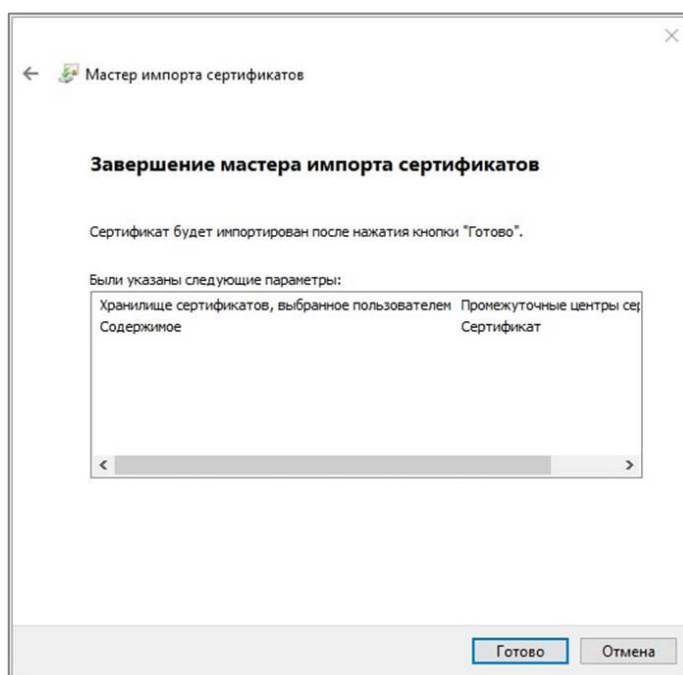 Мастер импорта сертификатов
Завершение мастера импорта сертификатов
Сертификат будет импортирован после нажатия кнопки "Готово".
Были указаны следующие параметры:
Хранилище сертификатов, выбранное пользователем Промежуточные центры сер
Содержимое Сертификат
Готово Отмена